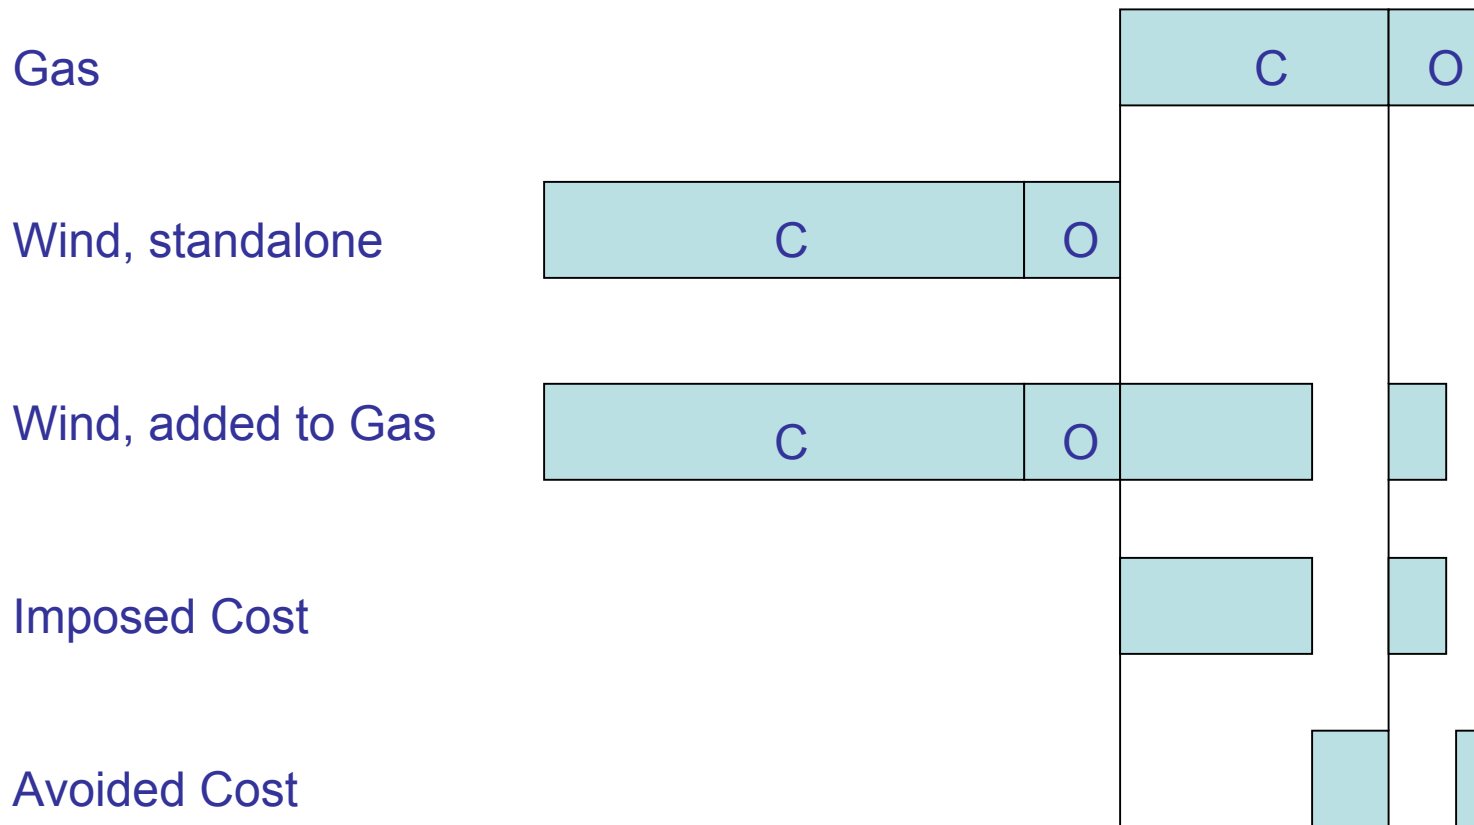 Gas C O
Wind, standalone C O
Wind, added to Gas C O
Imposed Cost
Avoided Cost